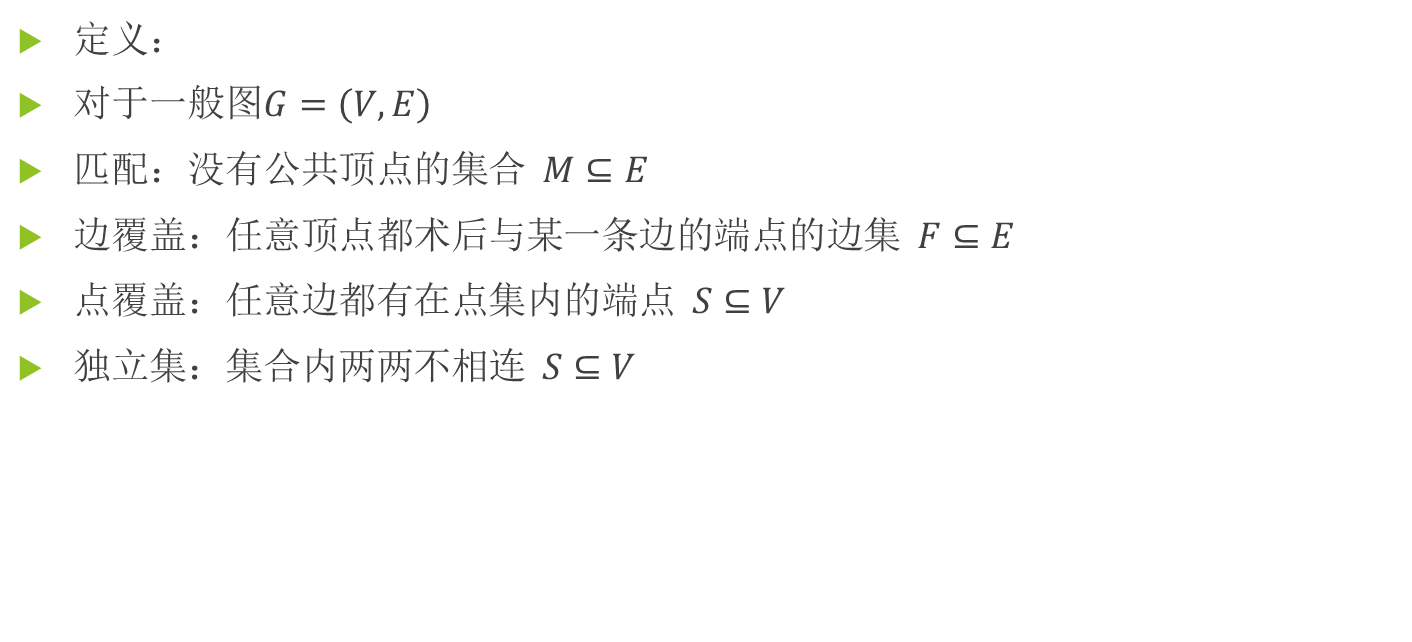 定义：
对于一般图G = (V, E)
匹配：没有公共顶点的集合 M ⊆ E
边覆盖：任意顶点都术后与某一条边的端点的边集 F ⊆ E
点覆盖：任意边都有在点集内的端点 S ⊆ V
独立集：集合内两两不相连 S ⊆ V